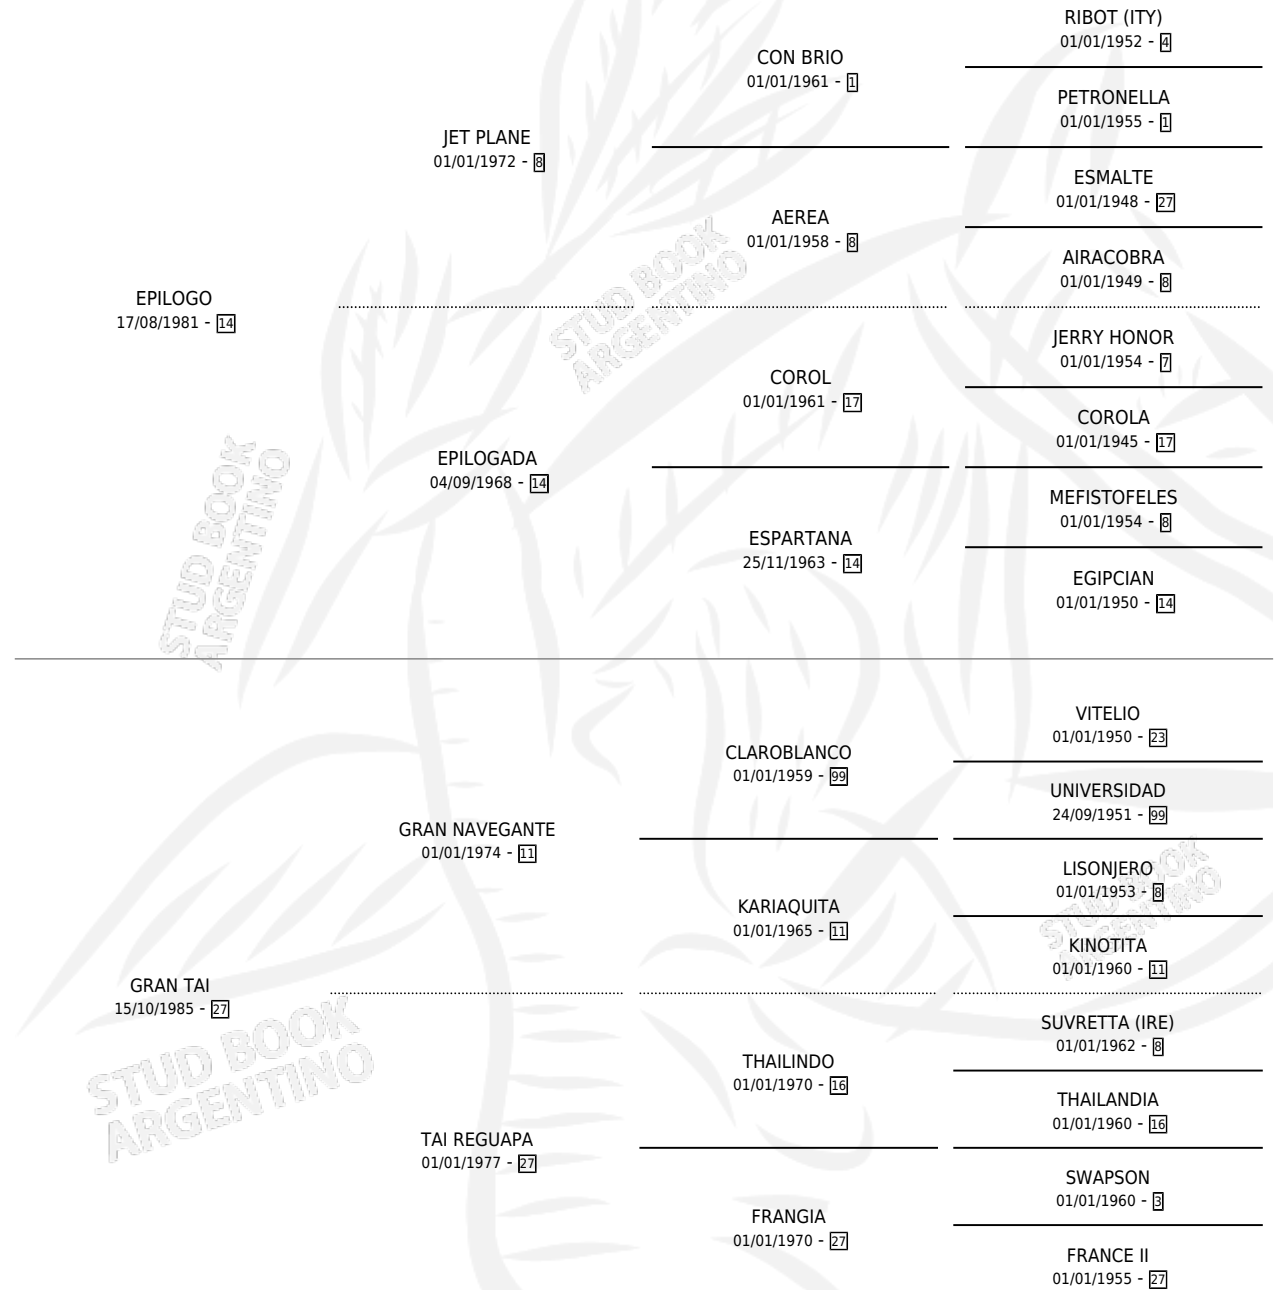 RIBOT (ITY)
01/01/1952 - 4
CON BRIO
01/01/1961 - 1
PETRONELLA
01/01/1955 - 1
JET PLANE
01/01/1972 - 8
ESMALTE
01/01/1948 - 27
AEREA
01/01/1958 - 8
AIRACOBRA
01/01/1949 - 8
EPILOGO
17/08/1981 - 14
JERRY HONOR
01/01/1954 - 7
COROL
01/01/1961 - 17
COROLA
01/01/1945 - 17
EPILOGADA
04/09/1968 - 14
MEFISTOFELES
01/01/1954 - 8
ESPARTANA
25/11/1963 - 14
EGIPCIAN
01/01/1950 - 14
VITELIO
01/01/1950 - 23
CLAROBLANCO
01/01/1959 - 99
UNIVERSIDAD
24/09/1951 - 99
GRAN NAVEGANTE
01/01/1974 - 11
LISONJERO
01/01/1953 - 8
KARIAQUITA
01/01/1965 - 11
KINOTITA
01/01/1960 - 11
GRAN TAI
15/10/1985 - 27
SUVRETTA (IRE)
01/01/1962 - 8
THAILINDO
01/01/1970 - 16
THAILANDIA
01/01/1960 - 16
TAI REGUAPA
01/01/1977 - 27
SWAPSON
01/01/1960 - 3
FRANGIA
01/01/1970 - 27
FRANCE II
01/01/1955 - 27
STUD BOOK
ARGENTINO
STUD BOOK
ARGENTINO
STUD BOOK
ARGENTINO
STUD BOOK
ARGENTINO